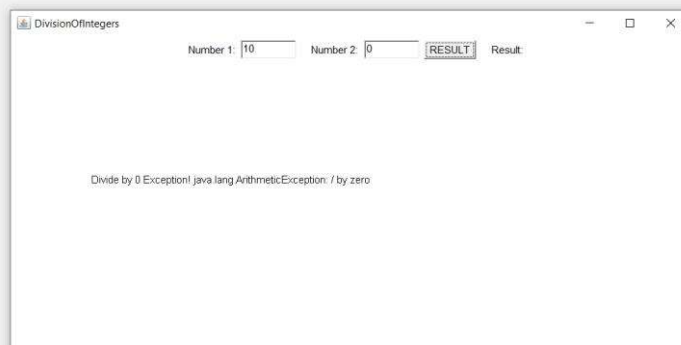 DivisionOfIntegers
Number 1: 10 Number 2: 0 RESULT Result:
Divide by 0 Exception! java.lang.ArithmeticException: / by zero